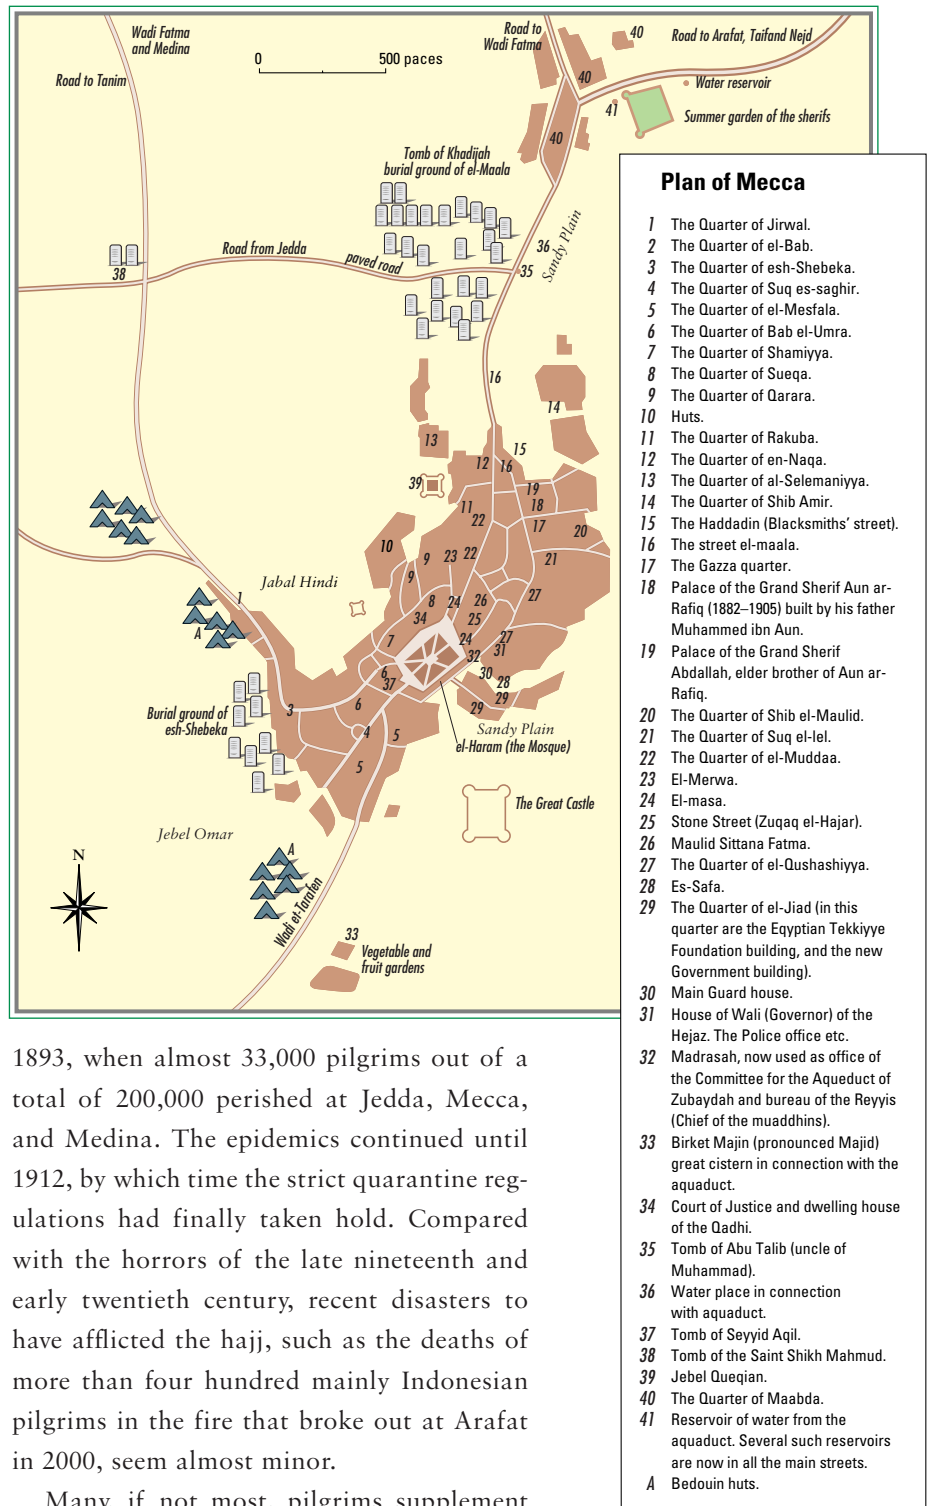 Wadi Fatma
and Medina
Road to Tanim
0 500 paces
Road to
Wadi Fatma
40
Road to Arafat, Taifand Nejd
40
Water reservoir
41
Summer garden of the sherifs
40
Tomb of Khadijah
burial ground of el-Maala
36
Sandy Plain
Road from Jedda
paved road
38
35
16
14
13
15
12
16
39
19
11
18
22
17
20
10
9
23
22
21
9
Jabal Hindi
1
8
24
26
27
A
34
25
7
24
27
31
32
6
30
28
37
29
3
6
29
Burial ground of
esh-Shebeka
4
5
Sandy Plain
el-Haram (the Mosque)
5
The Great Castle
Jebel Omar
N
A
Wadi et-Tarafen
33
Vegetable and
fruit gardens
Plan of Mecca
1 The Quarter of Jirwal.
2 The Quarter of el-Bab.
3 The Quarter of esh-Shebeka.
4 The Quarter of Suq es-saghir.
5 The Quarter of el-Mesfala.
6 The Quarter of Bab el-Umra.
7 The Quarter of Shamiyya.
8 The Quarter of Sueqa.
9 The Quarter of Qarara.
10 Huts.
11 The Quarter of Rakuba.
12 The Quarter of en-Naqa.
13 The Quarter of al-Selemaniyya.
14 The Quarter of Shib Amir.
15 The Haddadin (Blacksmiths' street).
16 The street el-maala.
17 The Gazza quarter.
18 Palace of the Grand Sherif Aun ar-
Rafiq (1882–1905) built by his father
Muhammed ibn Aun.
19 Palace of the Grand Sherif
Abdallah, elder brother of Aun ar-
Rafiq.
20 The Quarter of Shib el-Maulid.
21 The Quarter of Suq el-lel.
22 The Quarter of el-Muddaa.
23 El-Merwa.
24 El-masa.
25 Stone Street (Zuqaq el-Hajar).
26 Maulid Sittana Fatma.
27 The Quarter of el-Qushashiyya.
28 Es-Safa.
29 The Quarter of el-Jiad (in this
quarter are the Eqyptian Tekkiyye
Foundation building, and the new
Government building).
30 Main Guard house.
31 House of Wali (Governor) of the
Hejaz. The Police office etc.
32 Madrasah, now used as office of
the Committee for the Aqueduct of
Zubaydah and bureau of the Reyyis
(Chief of the muaddhins).
33 Birket Majin (pronounced Majid)
great cistern in connection with the
aquaduct.
34 Court of Justice and dwelling house
of the Qadhi.
35 Tomb of Abu Talib (uncle of
Muhammad).
36 Water place in connection
with aquaduct.
37 Tomb of Seyyid Aqil.
38 Tomb of the Saint Shikh Mahmud.
39 Jebel Queqian.
40 The Quarter of Maabda.
41 Reservoir of water from the
aquaduct. Several such reservoirs
are now in all the main streets.
A Bedouin huts.
1893, when almost 33,000 pilgrims out of a
total of 200,000 perished at Jedda, Mecca,
and Medina. The epidemics continued until
1912, by which time the strict quarantine reg-
ulations had finally taken hold. Compared
with the horrors of the late nineteenth and
early twentieth century, recent disasters to
have afflicted the hajj, such as the deaths of
more than four hundred mainly Indonesian
pilgrims in the fire that broke out at Arafat
in 2000, seem almost minor.
Many, if not most, pilgrims supplement